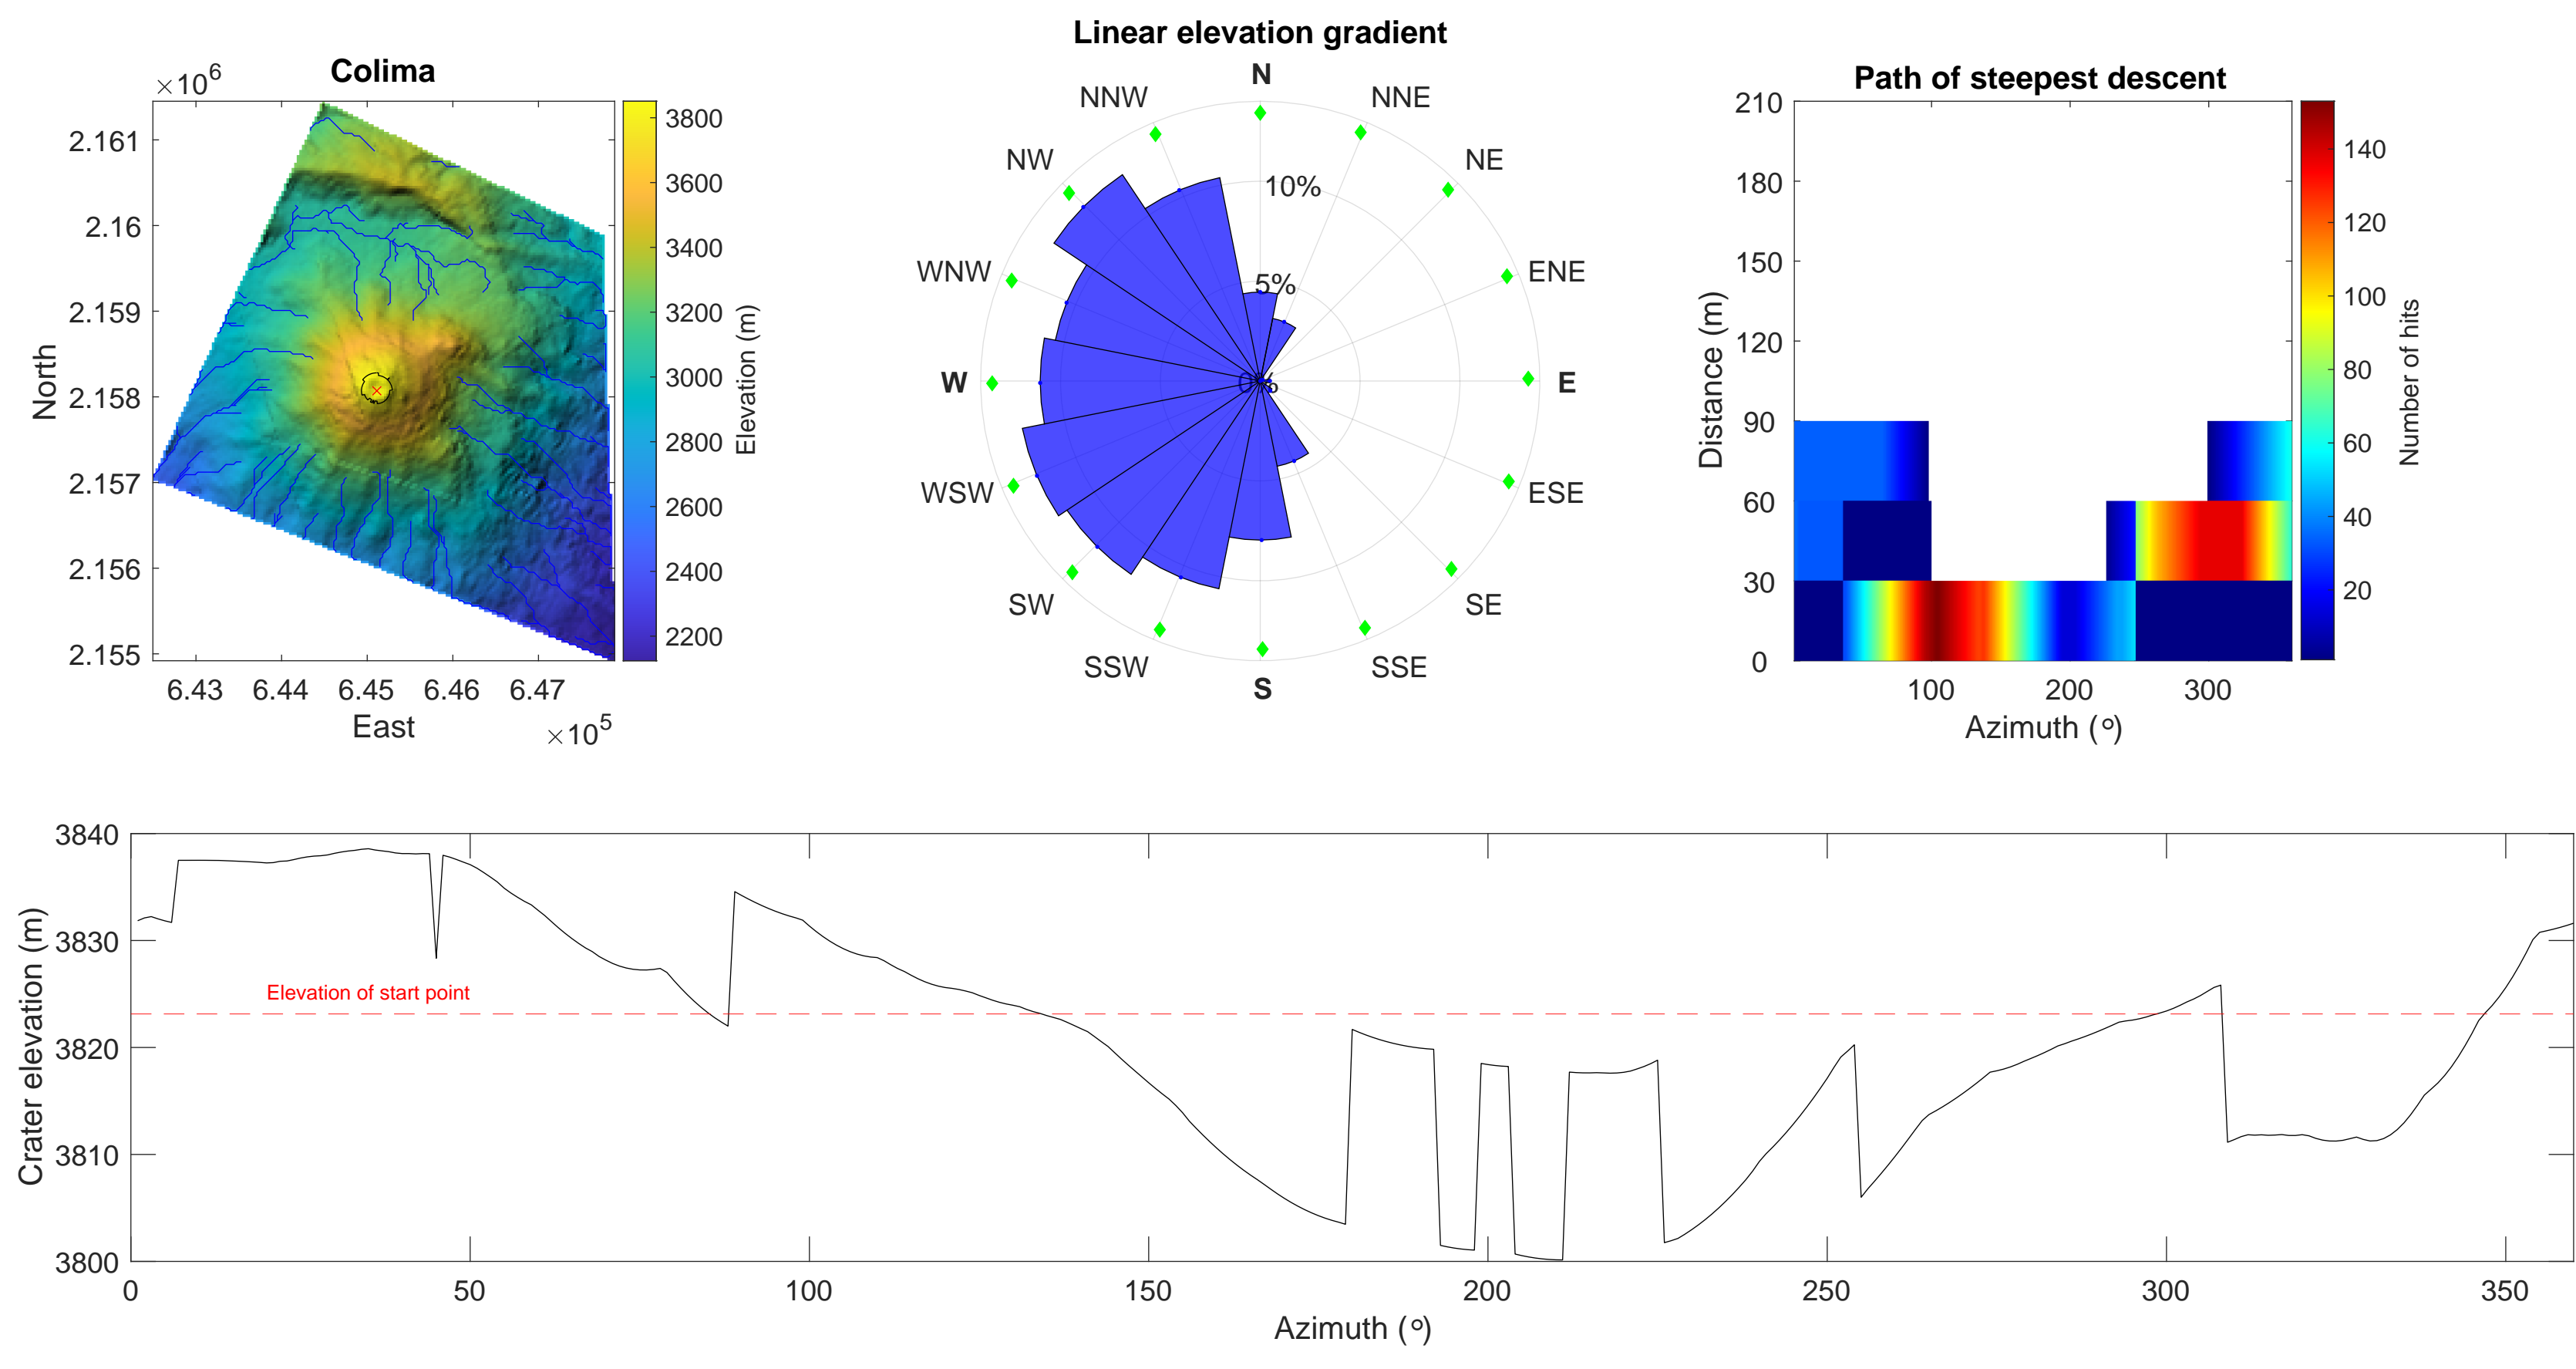 Colima
×10^6
2.161
2.16
2.159
2.158
2.157
2.156
2.155
North
6.43 6.44 6.45 6.46 6.47
East
×10^5
3800
3600
3400
3200
3000
2800
2600
2400
2200
Elevation (m)
Linear elevation gradient
N
NNE
NE
ENE
E
ESE
SE
SSE
S
SSW
SW
WSW
W
WNW
NW
NNW
10%
5%
0%
Path of steepest descent
210
180
150
120
90
60
30
0
Distance (m)
100 200 300
Azimuth (°)
140
120
100
80
60
40
20
Number of hits
3840
3830
3820
3810
3800
Crater elevation (m)
Elevation of start point
0 50 100 150 200 250 300 350
Azimuth (°)